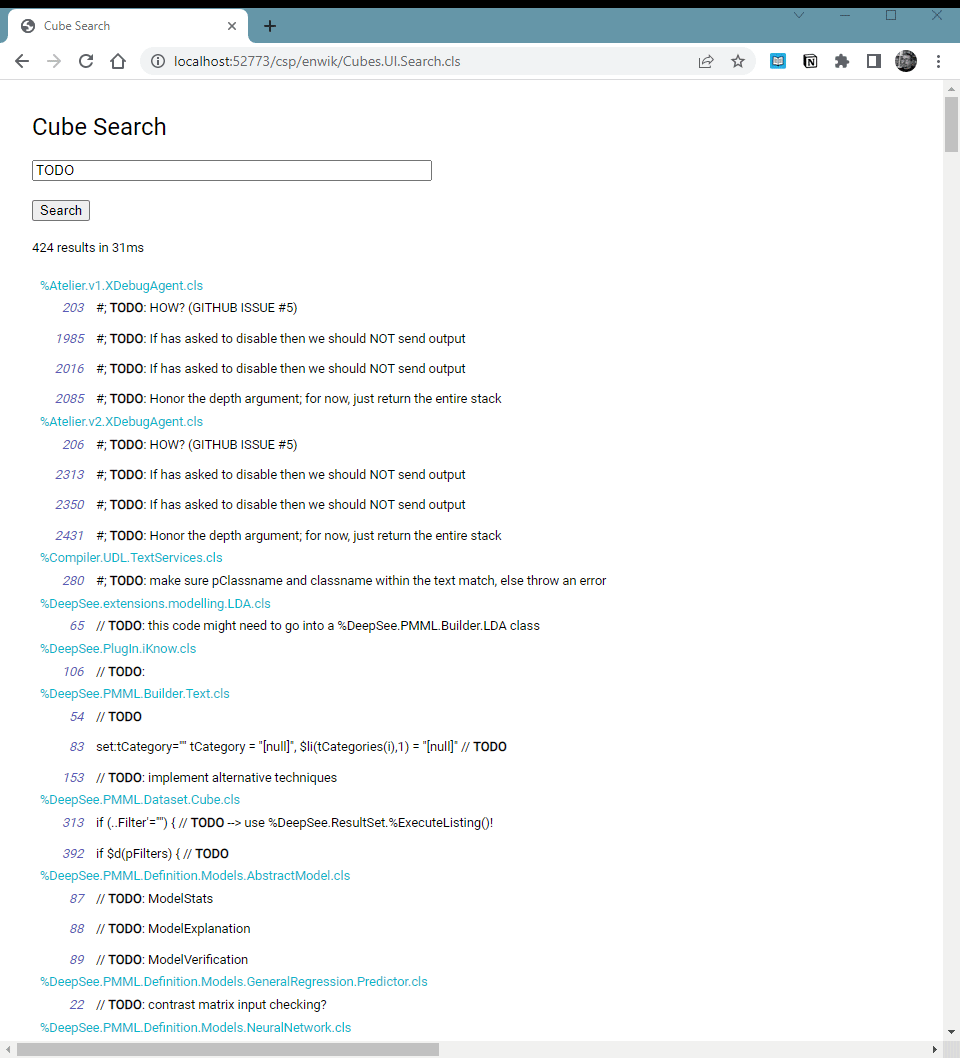 Cube Search
localhost:52773/csp/enwik/Cubes.UI.Search.cls
Cube Search
TODO
Search
424 results in 31ms
%Atelier.v1.XDebugAgent.cls
203 #; TODO: HOW? (GITHUB ISSUE #5)
1985 #; TODO: If has asked to disable then we should NOT send output
2016 #; TODO: If has asked to disable then we should NOT send output
2085 #; TODO: Honor the depth argument; for now, just return the entire stack
%Atelier.v2.XDebugAgent.cls
206 #; TODO: HOW? (GITHUB ISSUE #5)
2313 #; TODO: If has asked to disable then we should NOT send output
2350 #; TODO: If has asked to disable then we should NOT send output
2431 #; TODO: Honor the depth argument; for now, just return the entire stack
%Compiler.UDL.TextServices.cls
280 #; TODO: make sure pClassname and classname within the text match, else throw an error
%DeepSee.extensions.modelling.LDA.cls
65 // TODO: this code might need to go into a %DeepSee.PMML.Builder.LDA class
%DeepSee.PlugIn.iKnow.cls
106 // TODO:
%DeepSee.PMML.Builder.Text.cls
54 // TODO
83 set:tCategory="" tCategory = "[null]", $li(tCategories(i),1) = "[null]" // TODO
153 // TODO: implement alternative techniques
%DeepSee.PMML.Dataset.Cube.cls
313 if (..Filter'="") { // TODO --> use %DeepSee.ResultSet.%ExecuteListing()!
392 if $d(pFilters) { // TODO
%DeepSee.PMML.Definition.Models.AbstractModel.cls
87 // TODO: ModelStats
88 // TODO: ModelExplanation
89 // TODO: ModelVerification
%DeepSee.PMML.Definition.Models.GeneralRegression.Predictor.cls
22 // TODO: contrast matrix input checking?
%DeepSee.PMML.Definition.Models.NeuralNetwork.cls